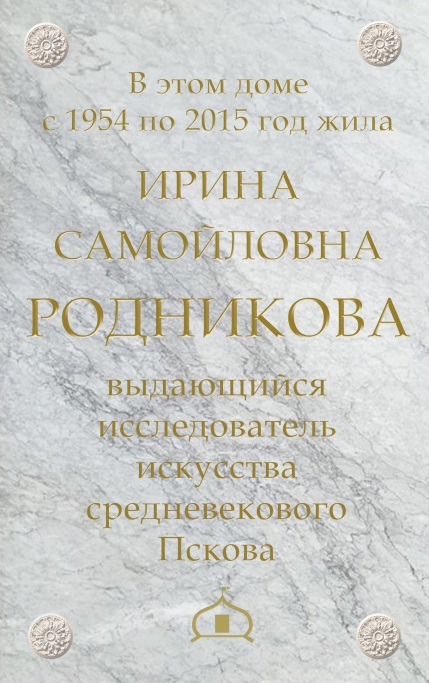 В этом доме
с 1954 по 2015 год жила
ИРИНА
САМОЙЛОВНА
РОДНИКОВА
выдающийся
исследователь
искусства
средневекового
Пскова